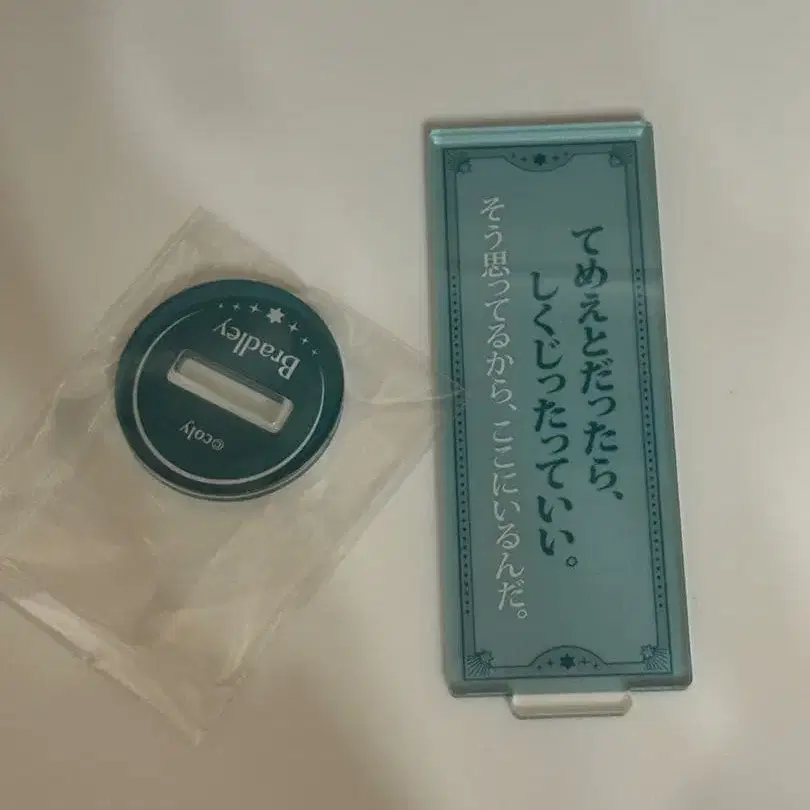 てめえとだったら、
しくじったっていい。
そう思ってるから、ここにいるんだ。
Bradley
©coly